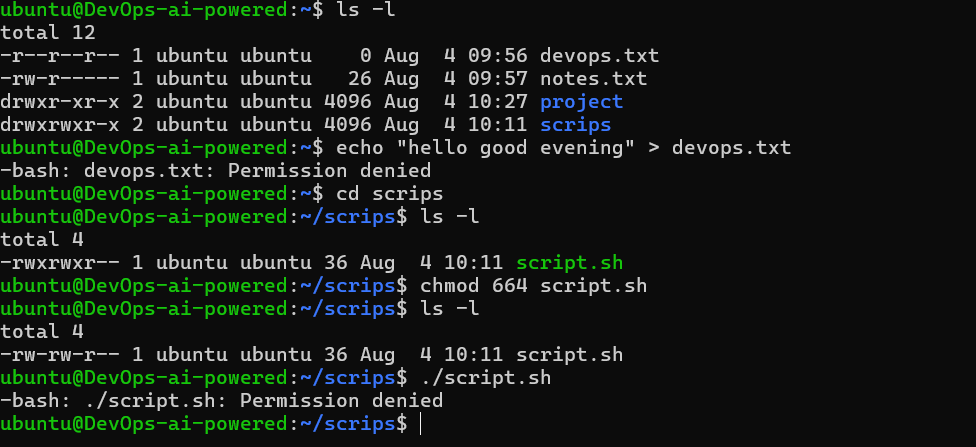 ubuntu@DevOps-ai-powered:~$ ls -l
total 12
-r--r--r-- 1 ubuntu ubuntu    0 Aug  4 09:56 devops.txt
-rw-r----- 1 ubuntu ubuntu   26 Aug  4 09:57 notes.txt
drwxr-xr-x 2 ubuntu ubuntu 4096 Aug  4 10:27 project
drwxrwxr-x 2 ubuntu ubuntu 4096 Aug  4 10:11 scrips
ubuntu@DevOps-ai-powered:~$ echo "hello good evening" > devops.txt
-bash: devops.txt: Permission denied
ubuntu@DevOps-ai-powered:~$ cd scrips
ubuntu@DevOps-ai-powered:~/scrips$ ls -l
total 4
-rwxrwxr-- 1 ubuntu ubuntu 36 Aug  4 10:11 script.sh
ubuntu@DevOps-ai-powered:~/scrips$ chmod 664 script.sh
ubuntu@DevOps-ai-powered:~/scrips$ ls -l
total 4
-rw-rw-r-- 1 ubuntu ubuntu 36 Aug  4 10:11 script.sh
ubuntu@DevOps-ai-powered:~/scrips$ ./script.sh
-bash: ./script.sh: Permission denied
ubuntu@DevOps-ai-powered:~/scrips$